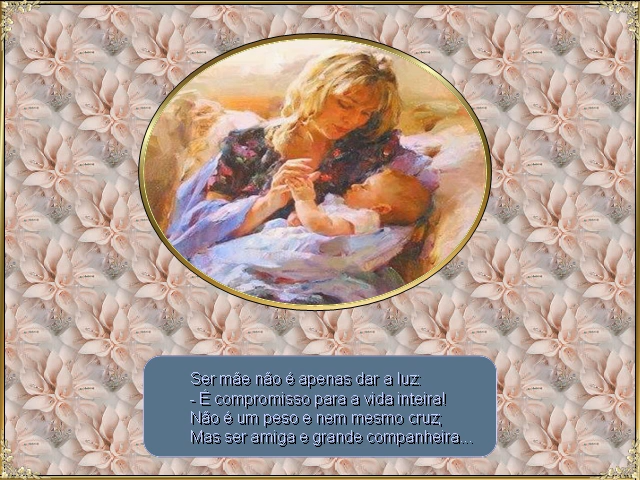 Ser mãe não é apenas dar a luz:
- É compromisso para a vida inteira!
Não é um peso e nem mesmo cruz;
Mas ser amiga e grande companheira...